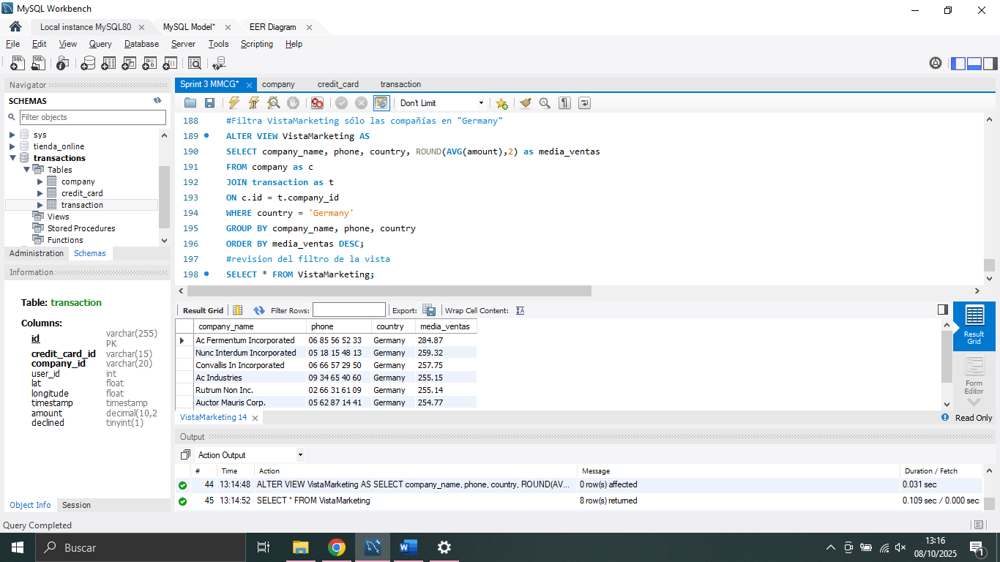 MySQL Workbench
Local instance MySQL80
MySQL Model*
EER Diagram
File Edit View Query Database Server Tools Scripting Help
Navigator
SCHEMAS
Filter objects
sys
tienda_online
transactions
Tables
company
credit_card
transaction
Views
Stored Procedures
Functions
Administration Schemas
Information
Table: transaction
Columns:
id varchar(255) PK
credit_card_id varchar(15)
company_id varchar(20)
user_id int
lat float
longitude float
timestamp timestamp
amount decimal(10,2
declined tinyint(1)
Object Info Session
Sprint 3 MMCG* company credit_card transaction
Don't Limit
188 #Filtra VistaMarketing sólo las compañías en "Germany"
189 ALTER VIEW VistaMarketing AS
190 SELECT company_name, phone, country, ROUND(AVG(amount),2) as media_ventas
191 FROM company as c
192 JOIN transaction as t
193 ON c.id = t.company_id
194 WHERE country = 'Germany'
195 GROUP BY company_name, phone, country
196 ORDER BY media_ventas DESC;
197 #revision del filtro de la vista
198 SELECT * FROM VistaMarketing;
Result Grid Filter Rows: Export: Wrap Cell Content:
company_name phone country media_ventas
Ac Fermentum Incorporated 06 85 56 52 33 Germany 284.87
Nunc Interdum Incorporated 05 18 15 48 13 Germany 259.32
Convallis In Incorporated 06 66 57 29 50 Germany 257.75
Ac Industries 09 34 65 40 60 Germany 255.15
Rutrum Non Inc. 02 66 31 61 09 Germany 255.14
Auctor Mauris Corp. 05 62 87 14 41 Germany 254.77
Result Grid
Form Editor
VistaMarketing 14
Read Only
Output
Action Output
# Time Action Message Duration / Fetch
44 13:14:48 ALTER VIEW VistaMarketing AS SELECT company_name, phone, country, ROUND(AV... 0 row(s) affected 0.031 sec
45 13:14:52 SELECT * FROM VistaMarketing 8 row(s) returned 0.109 sec / 0.000 sec
Query Completed
Buscar
13:16
08/10/2025
1